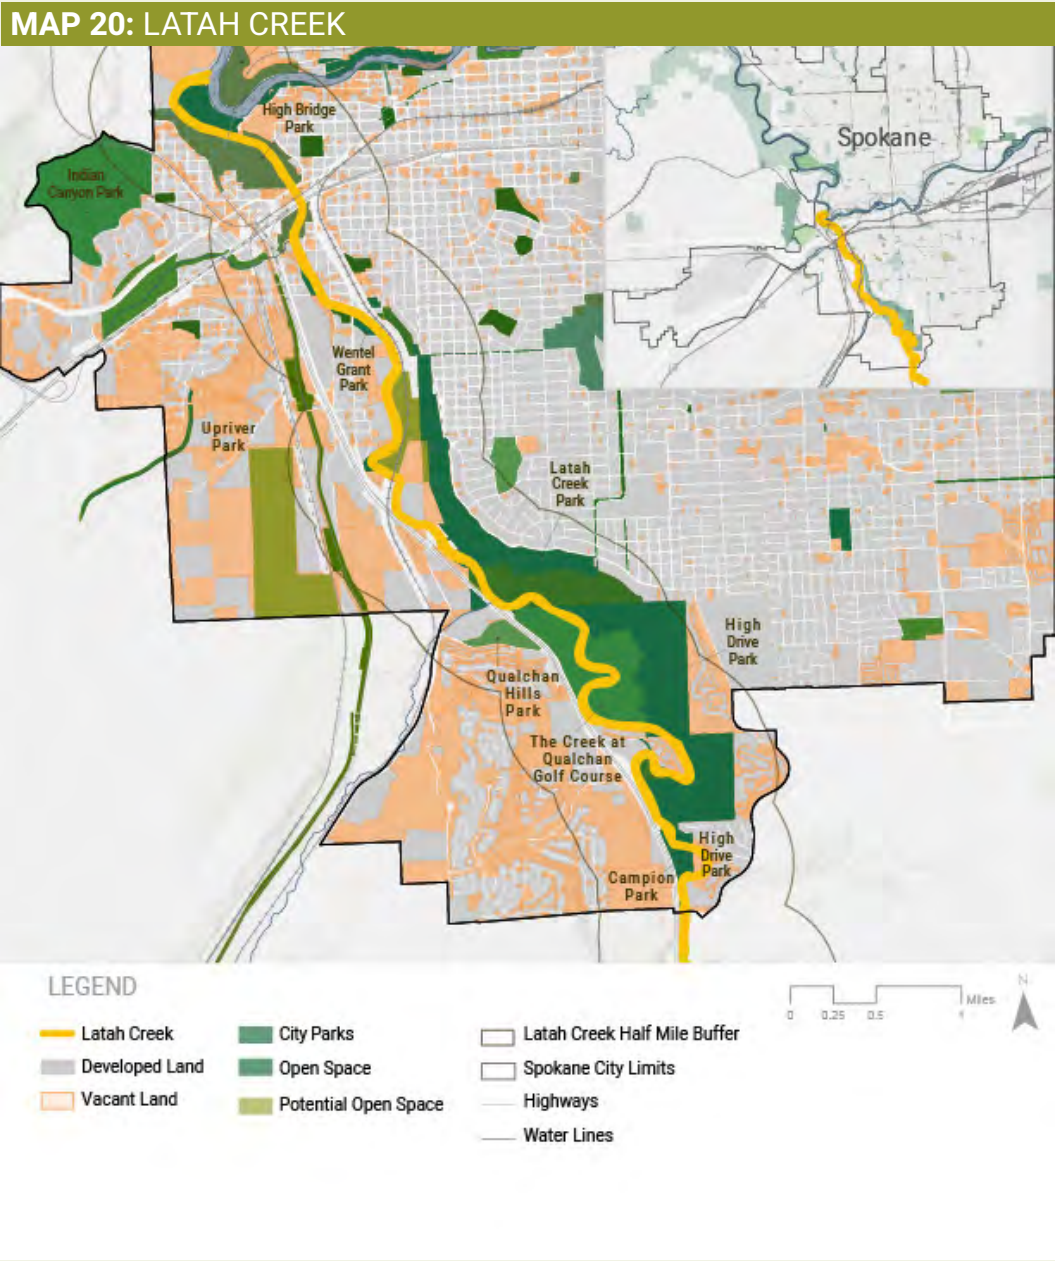 MAP 20: LATAH CREEK
Spokane
High Bridge
Park
Indian
Canyon Park
Wentel
Grant
Park
Upriver
Park
Latah
Creek
Park
High
Drive
Park
Qualchan
Hills
Park
The Creek at
Qualchan
Golf Course
High
Drive
Park
Campion
Park
LEGEND
Latah Creek
Developed Land
Vacant Land
City Parks
Open Space
Potential Open Space
Latah Creek Half Mile Buffer
Spokane City Limits
Highways
Water Lines
Miles
0 0.25 0.5 1
N